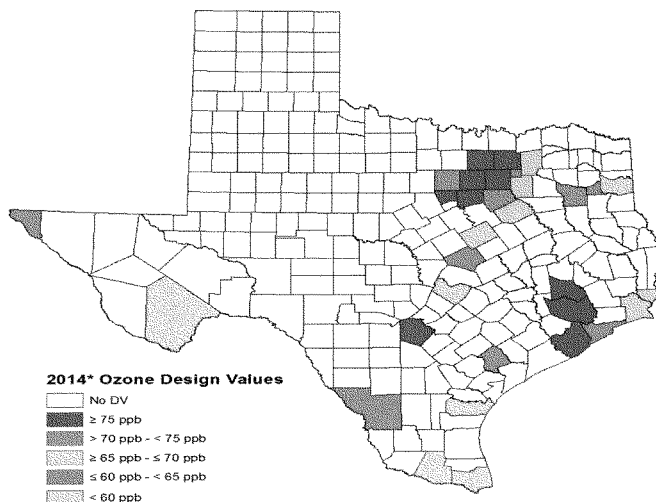 2014* Ozone Design Values
No DV
≥ 75 ppb
> 70 ppb - < 75 ppb
≥ 65 ppb - ≤ 70 ppb
≤ 60 ppb - < 65 ppb
< 60 ppb